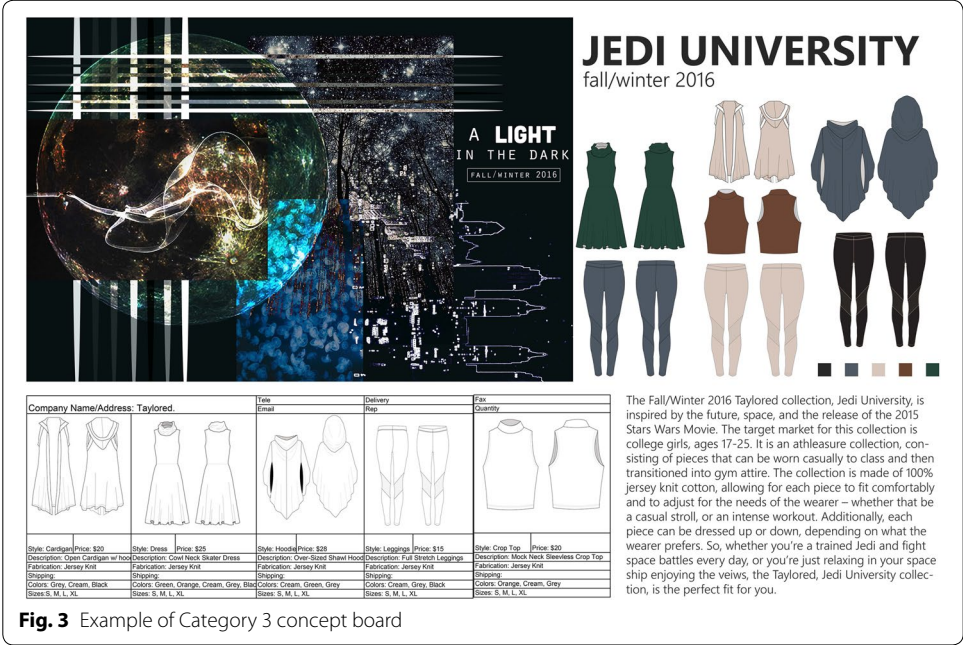 A LIGHT
IN THE DARK
FALL/WINTER 2016
JEDI UNIVERSITY
fall/winter 2016
Company Name/Address: Taylored.
Tele
Email
Delivery
Rep
Fax
Quantity
Style: Cardigan Price: $20
Description: Open Cardigan w/ hoo
Fabrication: Jersey Knit
Shipping:
Colors: Grey, Cream, Black
Sizes:S, M, L, XL
Style: Dress Price: $25
Description: Cowl Neck Skater Dress
Fabrication: Jersey Knit
Shipping:
Colors: Green, Orange, Cream, Grey, Blac
Sizes: S, M, L, XL
Style: Hoodie Price: $28
Description: Over-Sized Shawl Hood
Fabrication: Jersey Knit
Shipping:
Colors: Cream, Green, Grey
Sizes: S, M, L, XL
Style: Leggings Price: $15
Description: Full Stretch Leggings
Fabrication: Jersey Knit
Shipping:
Colors: Cream, Grey, Black
Sizes: S, M, L, XL
Style: Crop Top Price: $20
Description: Mock Neck Sleevless Crop Top
Fabrication: Jersey Knit
Shipping:
Colors: Orange, Cream, Grey
Sizes: S, M, L, XL
The Fall/Winter 2016 Taylored collection, Jedi University, is
inspired by the future, space, and the release of the 2015
Stars Wars Movie. The target market for this collection is
college girls, ages 17-25. It is an athleasure collection, con-
sisting of pieces that can be worn casually to class and then
transitioned into gym attire. The collection is made of 100%
jersey knit cotton, allowing for each piece to fit comfortably
and to adjust for the needs of the wearer – whether that be
a casual stroll, or an intense workout. Additionally, each
piece can be dressed up or down, depending on what the
wearer prefers. So, whether you're a trained Jedi and fight
space battles every day, or you're just relaxing in your space
ship enjoying the veiws, the Taylored, Jedi University collec-
tion, is the perfect fit for you.
Fig. 3 Example of Category 3 concept board